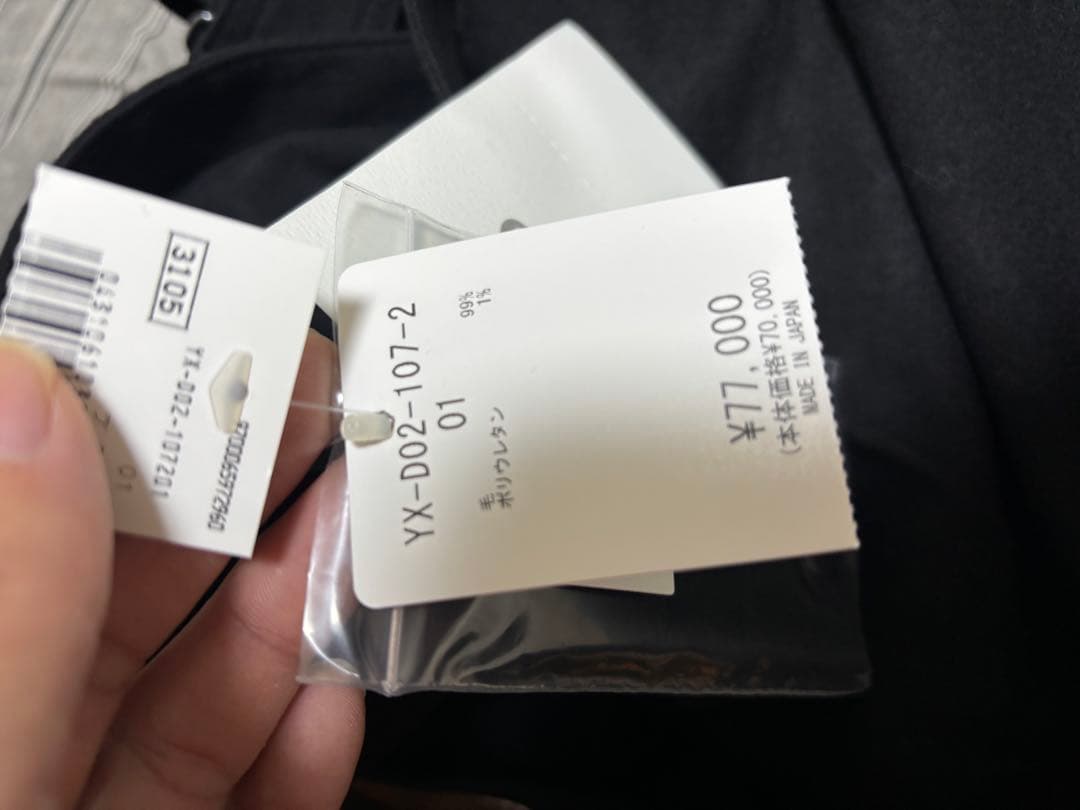 3105
YX-D02-107201
YX-D02-107-2
01
毛 99%
ポリウレタン 1%
¥77,000
(本体価格¥70,000)
MADE IN JAPAN
01